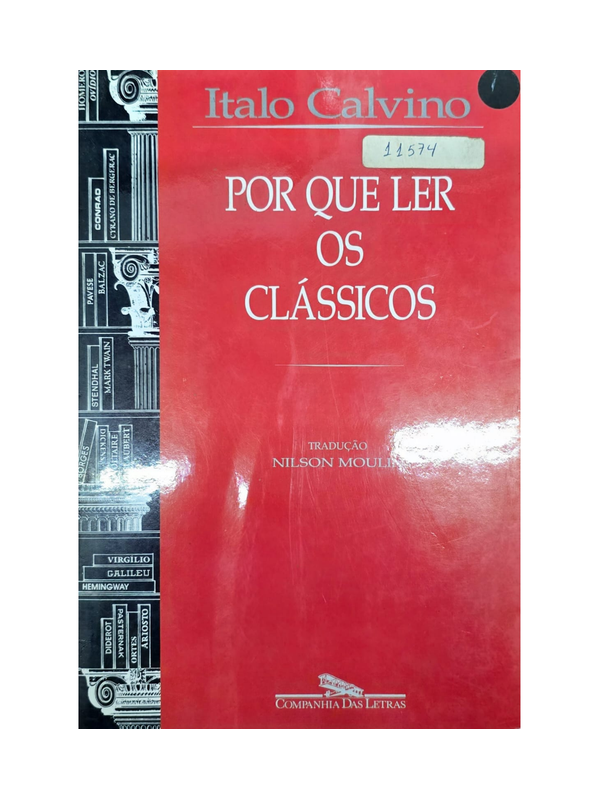 Italo Calvino
11574
POR QUE LER
OS
CLÁSSICOS
TRADUÇÃO
NILSON
COMPANHIA DAS LETRAS
HOMERO
OVÍDIO
CONRAD
CYRANO DE BERGERAC
PAVESE
BALZAC
STENDHAL
MARK TWAIN
VIRGÍLIO
GALILEU
HEMINGWAY
DIDEROT
PASTERNAK
ORTES
ARIOSTO